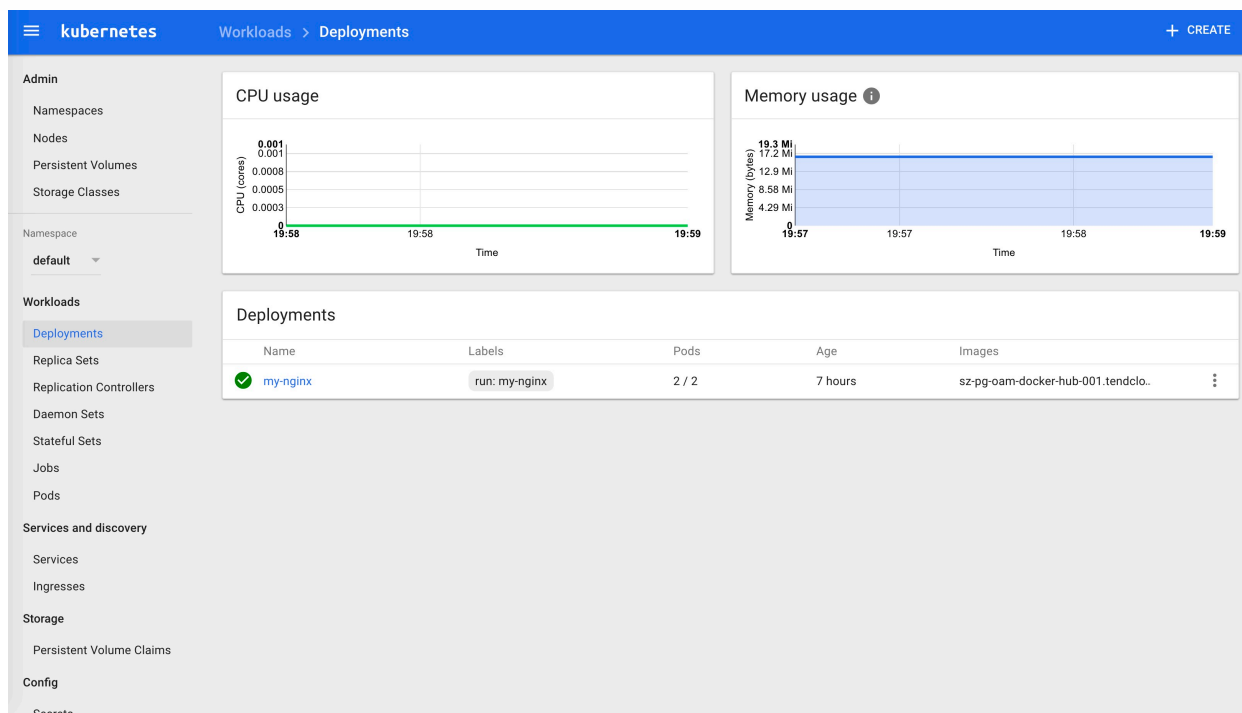 kubernetes
Workloads > Deployments
+ CREATE
Admin
Namespaces
Nodes
Persistent Volumes
Storage Classes
Namespace
default
Workloads
Deployments
Replica Sets
Replication Controllers
Daemon Sets
Stateful Sets
Jobs
Pods
Services and discovery
Services
Ingresses
Storage
Persistent Volume Claims
Config
Secrets
CPU usage
CPU (cores)
0.001
0.001
0.0008
0.0005
0.0003
0
19:58 19:58 19:59
Time
Memory usage
Memory (bytes)
19.3 Mi
17.2 Mi
12.9 Mi
8.58 Mi
4.29 Mi
0
19:57 19:57 19:58 19:59
Time
Deployments
Name Labels Pods Age Images
my-nginx run: my-nginx 2 / 2 7 hours sz-pg-oam-docker-hub-001.tendclo..